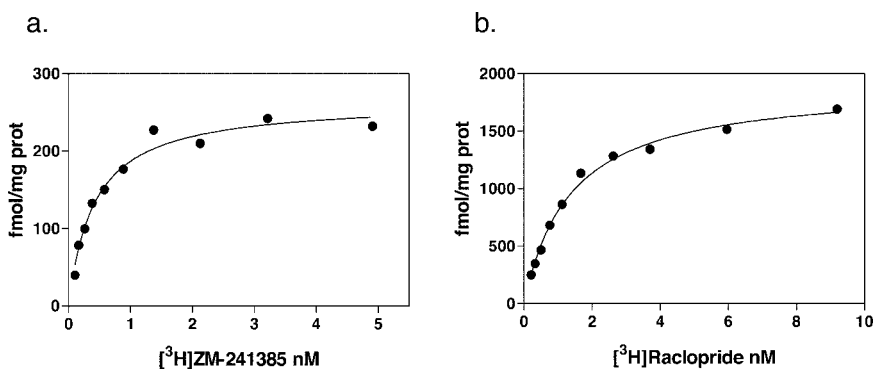 a.
300
200
100
0
fmol/mg prot
0 1 2 3 4 5
[³H]ZM-241385 nM
b.
2000
1500
1000
500
0
fmol/mg prot
0 2 4 6 8 10
[³H]Raclopride nM